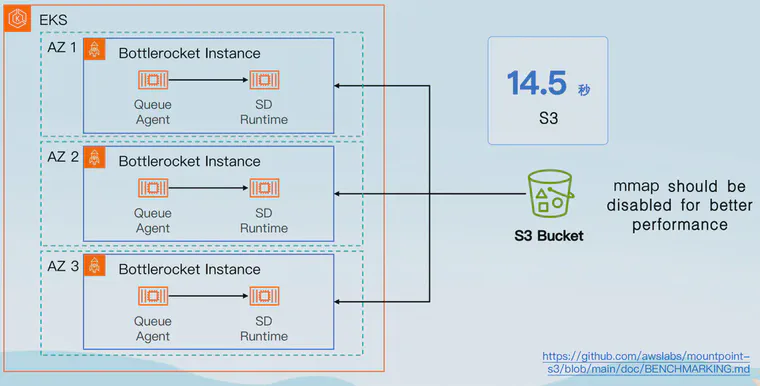 EKS
AZ 1
Bottlerocket Instance
Queue
Agent
SD
Runtime
AZ 2
Bottlerocket Instance
Queue
Agent
SD
Runtime
AZ 3
Bottlerocket Instance
Queue
Agent
SD
Runtime
14.5 秒
S3
S3 Bucket
mmap should be
disabled for better
performance
https://github.com/awslabs/mountpoint-
s3/blob/main/doc/BENCHMARKING.md